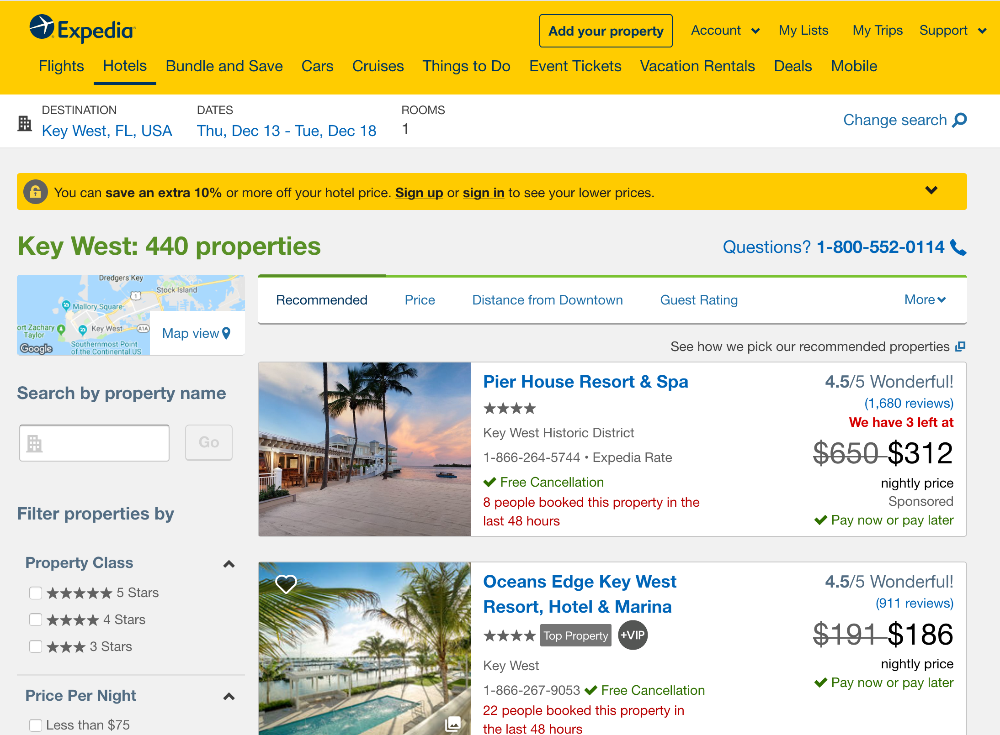 Expedia
Add your property
Account
My Lists
My Trips
Support
Flights
Hotels
Bundle and Save
Cars
Cruises
Things to Do
Event Tickets
Vacation Rentals
Deals
Mobile
DESTINATION
Key West, FL, USA
DATES
Thu, Dec 13 - Tue, Dec 18
ROOMS
1
Change search
You can save an extra 10% or more off your hotel price. Sign up or sign in to see your lower prices.
Key West: 440 properties
Questions? 1-800-552-0114
Dredgers Key
Stock Island
1
Mallory Square
ort Zachary
Taylor
Key West
A1A
Southernmost Point
of the Continental US
Google
Map view
Recommended
Price
Distance from Downtown
Guest Rating
More
See how we pick our recommended properties
Search by property name
Go
Filter properties by
Property Class
5 Stars
4 Stars
3 Stars
Price Per Night
Less than $75
Pier House Resort & Spa
Key West Historic District
1-866-264-5744 • Expedia Rate
Free Cancellation
8 people booked this property in the
last 48 hours
4.5/5 Wonderful!
(1,680 reviews)
We have 3 left at
$650 $312
nightly price
Sponsored
Pay now or pay later
Oceans Edge Key West
Resort, Hotel & Marina
Top Property
+VIP
Key West
1-866-267-9053 Free Cancellation
22 people booked this property in
the last 48 hours
4.5/5 Wonderful!
(911 reviews)
$191 $186
nightly price
Pay now or pay later